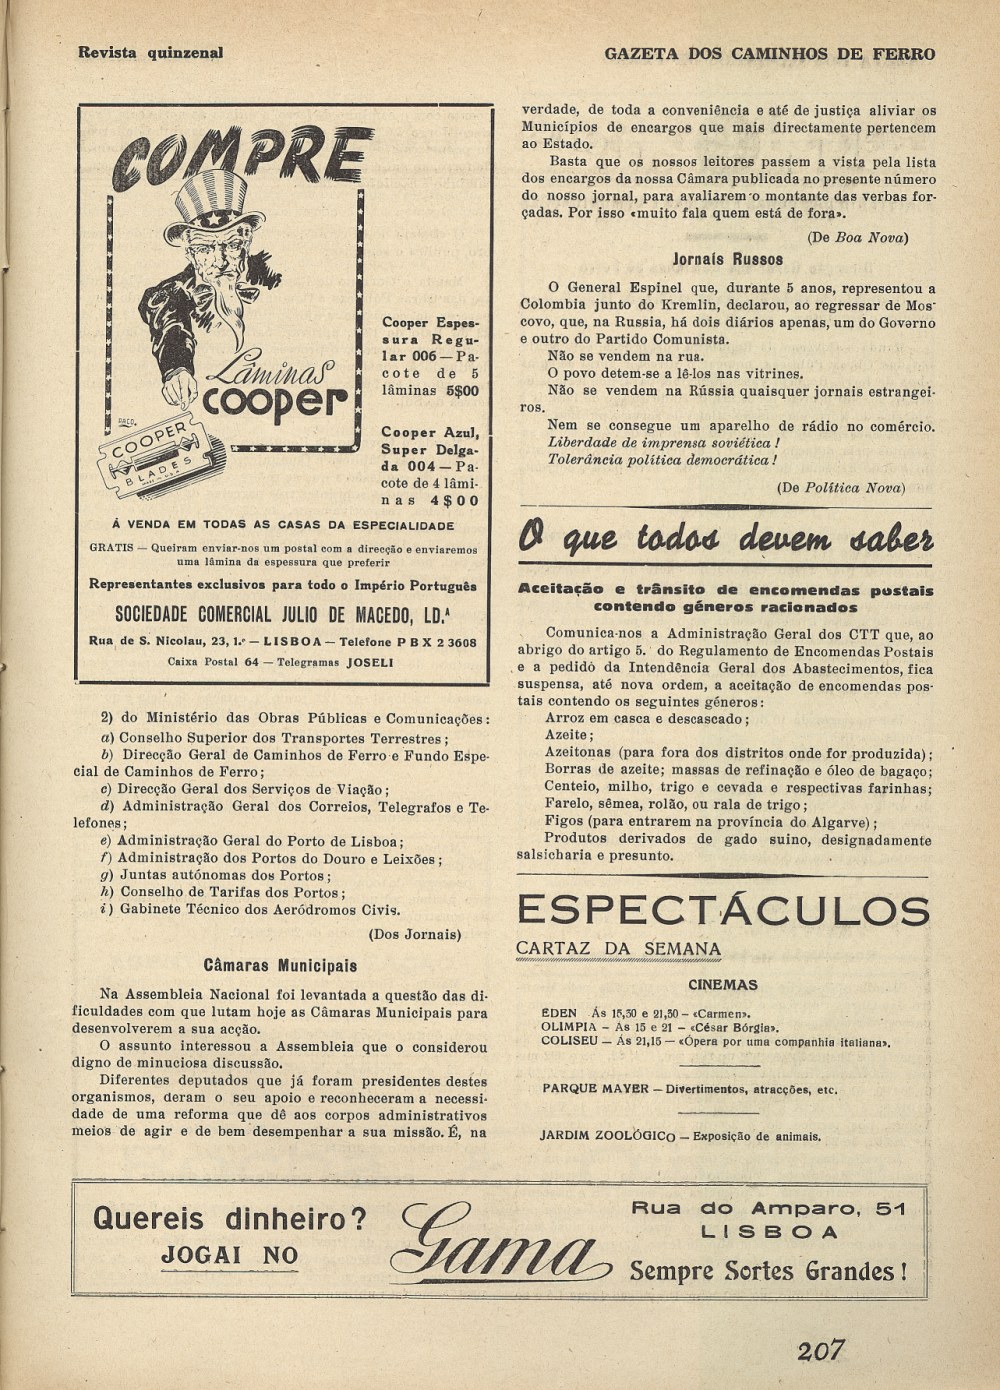 Revista quinzenal
GAZETA DOS CAMINHOS DE FERRO
COMPRE
Lâminas
cooper
PACO.
COOPER
BLADES
Cooper Espes-
sura Regu-
lar 006 — Pa-
cote de 5
lâminas 5$00
Cooper Azul,
Super Delga-
da 004 — Pa-
cote de 4 lâmi-
nas 4$00
Á VENDA EM TODAS AS CASAS DA ESPECIALIDADE
GRATIS — Queiram enviar-nos um postal com a direcção e enviaremos
uma lâmina da espessura que preferir
Representantes exclusivos para todo o Império Português
SOCIEDADE COMERCIAL JULIO DE MACEDO, LD.ª
Rua de S. Nicolau, 23, 1.º — LISBOA — Telefone P B X 2 3608
Caixa Postal 64 — Telegramas JOSELI
2) do Ministério das Obras Públicas e Comunicações:
a) Conselho Superior dos Transportes Terrestres;
b) Direcção Geral de Caminhos de Ferro e Fundo Espe-
cial de Caminhos de Ferro;
c) Direcção Geral dos Serviços de Viação;
d) Administração Geral dos Correios, Telegrafos e Te-
lefones;
e) Administração Geral do Porto de Lisboa;
f) Administração dos Portos do Douro e Leixões;
g) Juntas autónomas dos Portos;
h) Conselho de Tarifas dos Portos;
i) Gabinete Técnico dos Aeródromos Civis.
(Dos Jornais)
Câmaras Municipais
Na Assembleia Nacional foi levantada a questão das di-
ficuldades com que lutam hoje as Câmaras Municipais para
desenvolverem a sua acção.
O assunto interessou a Assembleia que o considerou
digno de minuciosa discussão.
Diferentes deputados que já foram presidentes destes
organismos, deram o seu apoio e reconheceram a necessi-
dade de uma reforma que dê aos corpos administrativos
meios de agir e de bem desempenhar a sua missão. É, na
verdade, de toda a conveniência e até de justiça aliviar os
Municípios de encargos que mais directamente pertencem
ao Estado.
Basta que os nossos leitores passem a vista pela lista
dos encargos da nossa Câmara publicada no presente número
do nosso jornal, para avaliarem o montante das verbas for-
çadas. Por isso «muito fala quem está de fora».
(De Boa Nova)
Jornais Russos
O General Espinel que, durante 5 anos, representou a
Colombia junto do Kremlin, declarou, ao regressar de Mos-
covo, que, na Russia, há dois diários apenas, um do Governo
e outro do Partido Comunista.
Não se vendem na rua.
O povo detem-se a lê-los nas vitrines.
Não se vendem na Rússia quaisquer jornais estrangei-
ros.
Nem se consegue um aparelho de rádio no comércio.
Liberdade de imprensa soviética!
Tolerância política democrática!
(De Política Nova)
O que todos devem saber
Aceitação e trânsito de encomendas postais
contendo géneros racionados
Comunica-nos a Administração Geral dos CTT que, ao
abrigo do artigo 5. do Regulamento de Encomendas Postais
e a pedido da Intendência Geral dos Abastecimentos, fica
suspensa, até nova ordem, a aceitação de encomendas pos-
tais contendo os seguintes géneros:
Arroz em casca e descascado;
Azeite;
Azeitonas (para fora dos distritos onde for produzida);
Borras de azeite; massas de refinação e óleo de bagaço;
Centeio, milho, trigo e cevada e respectivas farinhas;
Farelo, sêmea, rolão, ou rala de trigo;
Figos (para entrarem na província do Algarve);
Produtos derivados de gado suino, designadamente
salsicharia e presunto.
ESPECTÁCULOS
CARTAZ DA SEMANA
CINEMAS
ÉDEN Ás 15,30 e 21,30 — «Carmen».
OLIMPIA — As 15 e 21 — «César Bórgia».
COLISEU — Ás 21,15 — «Ópera por uma companhia italiana».
PARQUE MAYER — Divertimentos, atracções, etc.
JARDIM ZOOLÓGICO — Exposição de animais.
Quereis dinheiro?
JOGAI NO
Gama
Rua do Amparo, 51
LISBOA
Sempre Sortes Grandes!
207